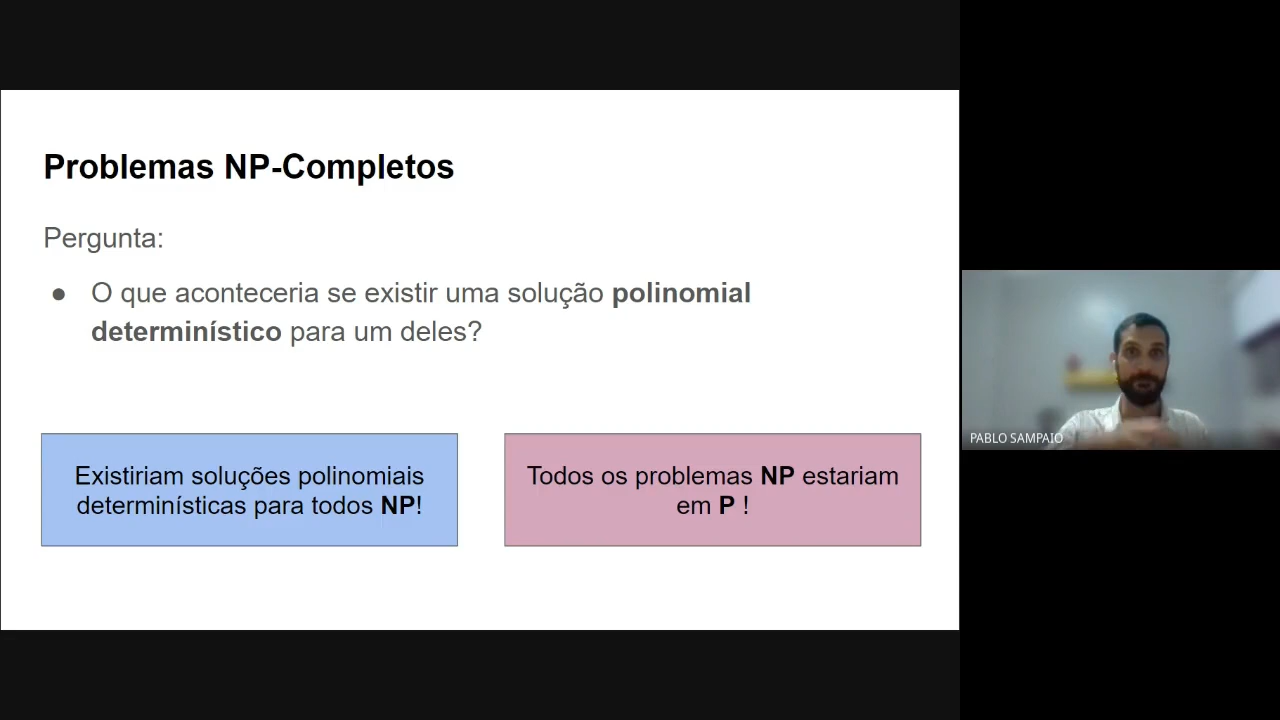 Problemas NP-Completos
Pergunta:
● O que aconteceria se existir uma solução polinomial
determinístico para um deles?
Existiriam soluções polinomiais
determinísticas para todos NP!
Todos os problemas NP estariam
em P !
PABLO SAMPAIO